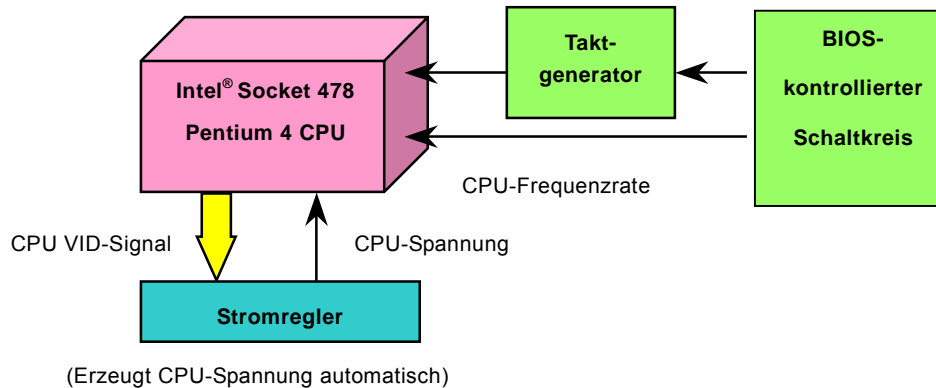 Intel® Socket 478
Pentium 4 CPU
Takt-
generator
BIOS-
kontrollierter
Schaltkreis
CPU-Frequenzrate
CPU VID-Signal
CPU-Spannung
Stromregler
(Erzeugt CPU-Spannung automatisch)